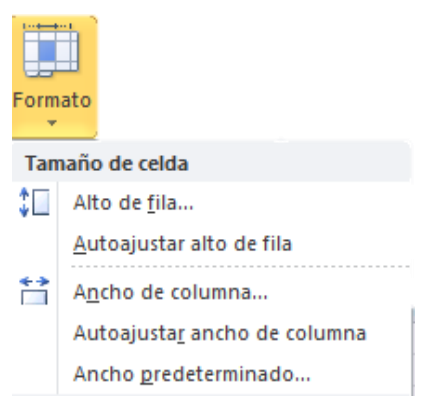 Formato
Tamaño de celda
Alto de fila...
Autoajustar alto de fila
Ancho de columna...
Autoajustar ancho de columna
Ancho predeterminado...